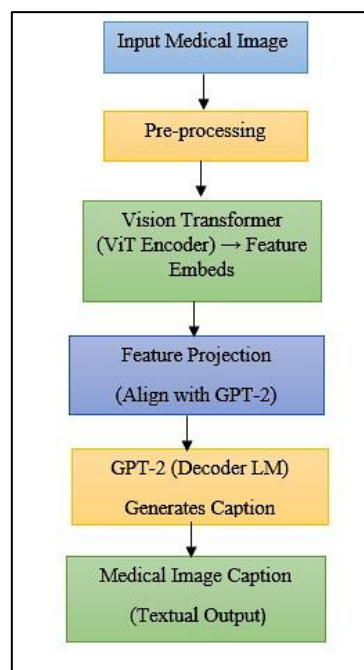 Input Medical Image
Pre-processing
Vision Transformer
(ViT Encoder) → Feature
Embeds
Feature Projection
(Align with GPT-2)
GPT-2 (Decoder LM)
Generates Caption
Medical Image Caption
(Textual Output)